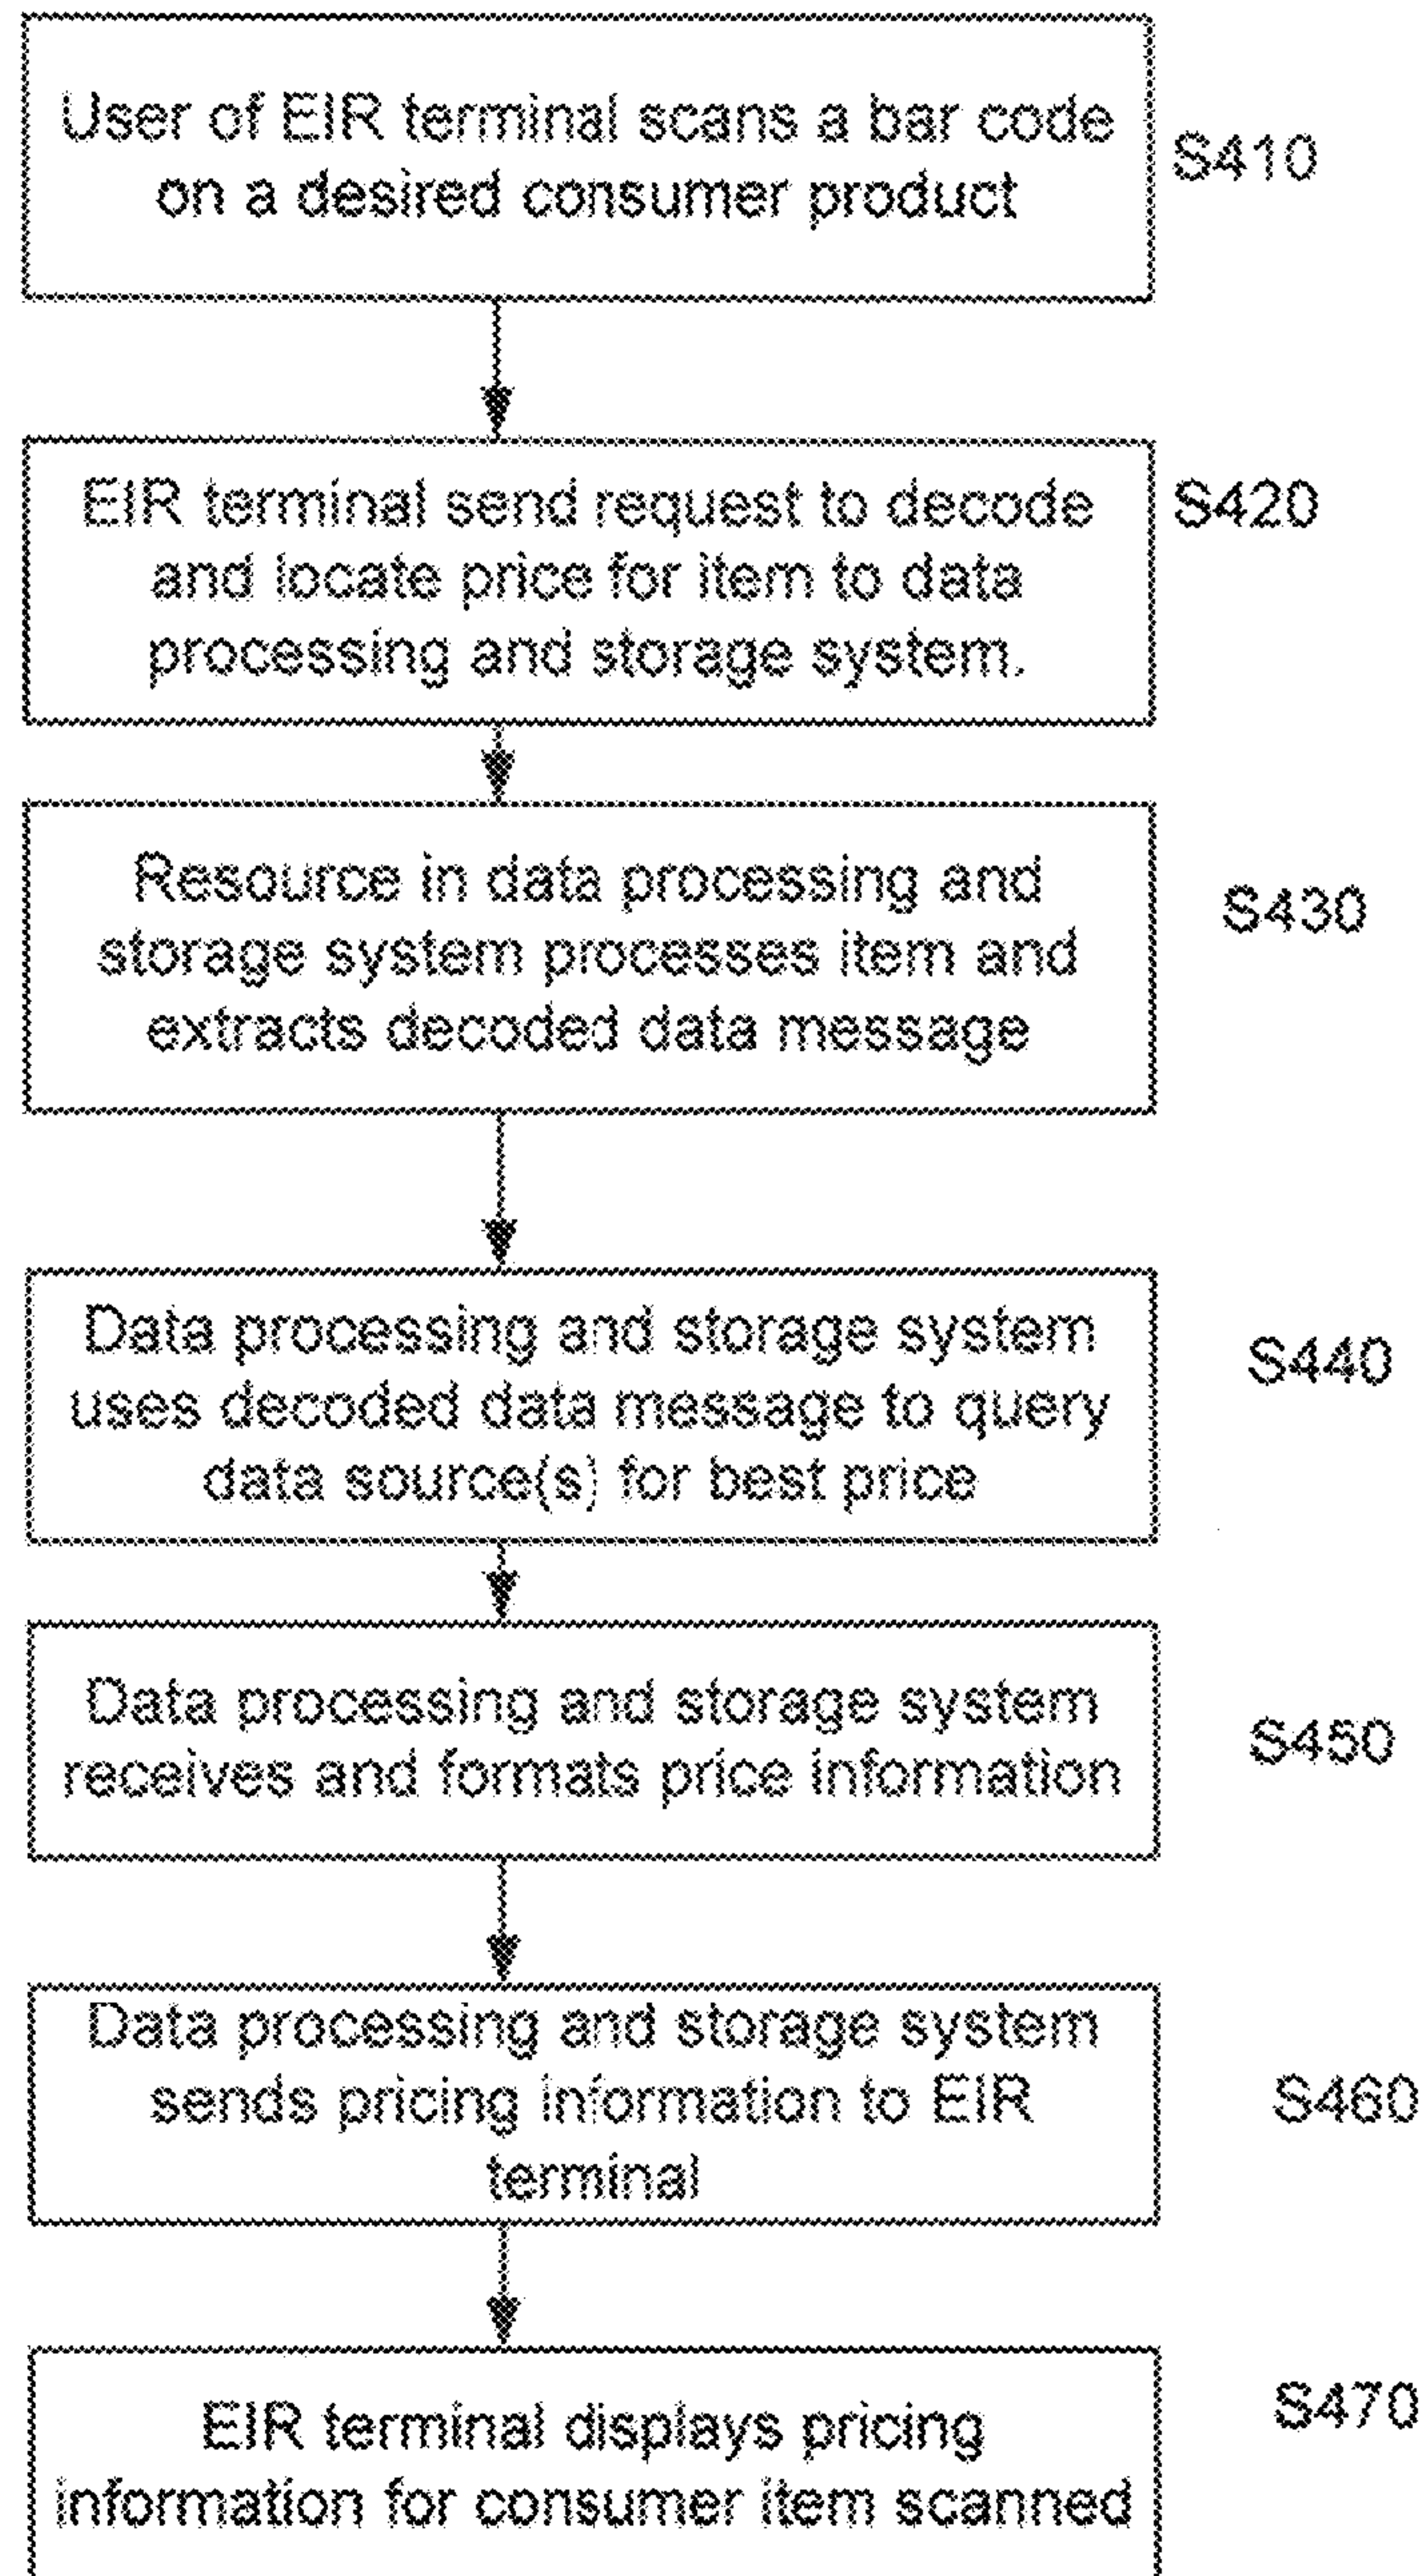 User of EIR terminal scans a bar code
on a desired consumer product
S410
EIR terminal send request to decode
and locate price for item to data
processing and storage system.
S420
Resource in data processing and
storage system processes item and
extracts decoded data message
S430
Data processing and storage system
uses decoded data message to query
data source(s) for best price
S440
Data processing and storage system
receives and formats price information
S450
Data processing and storage system
sends pricing information to EIR
terminal
S460
EIR terminal displays pricing
information for consumer item scanned
S470